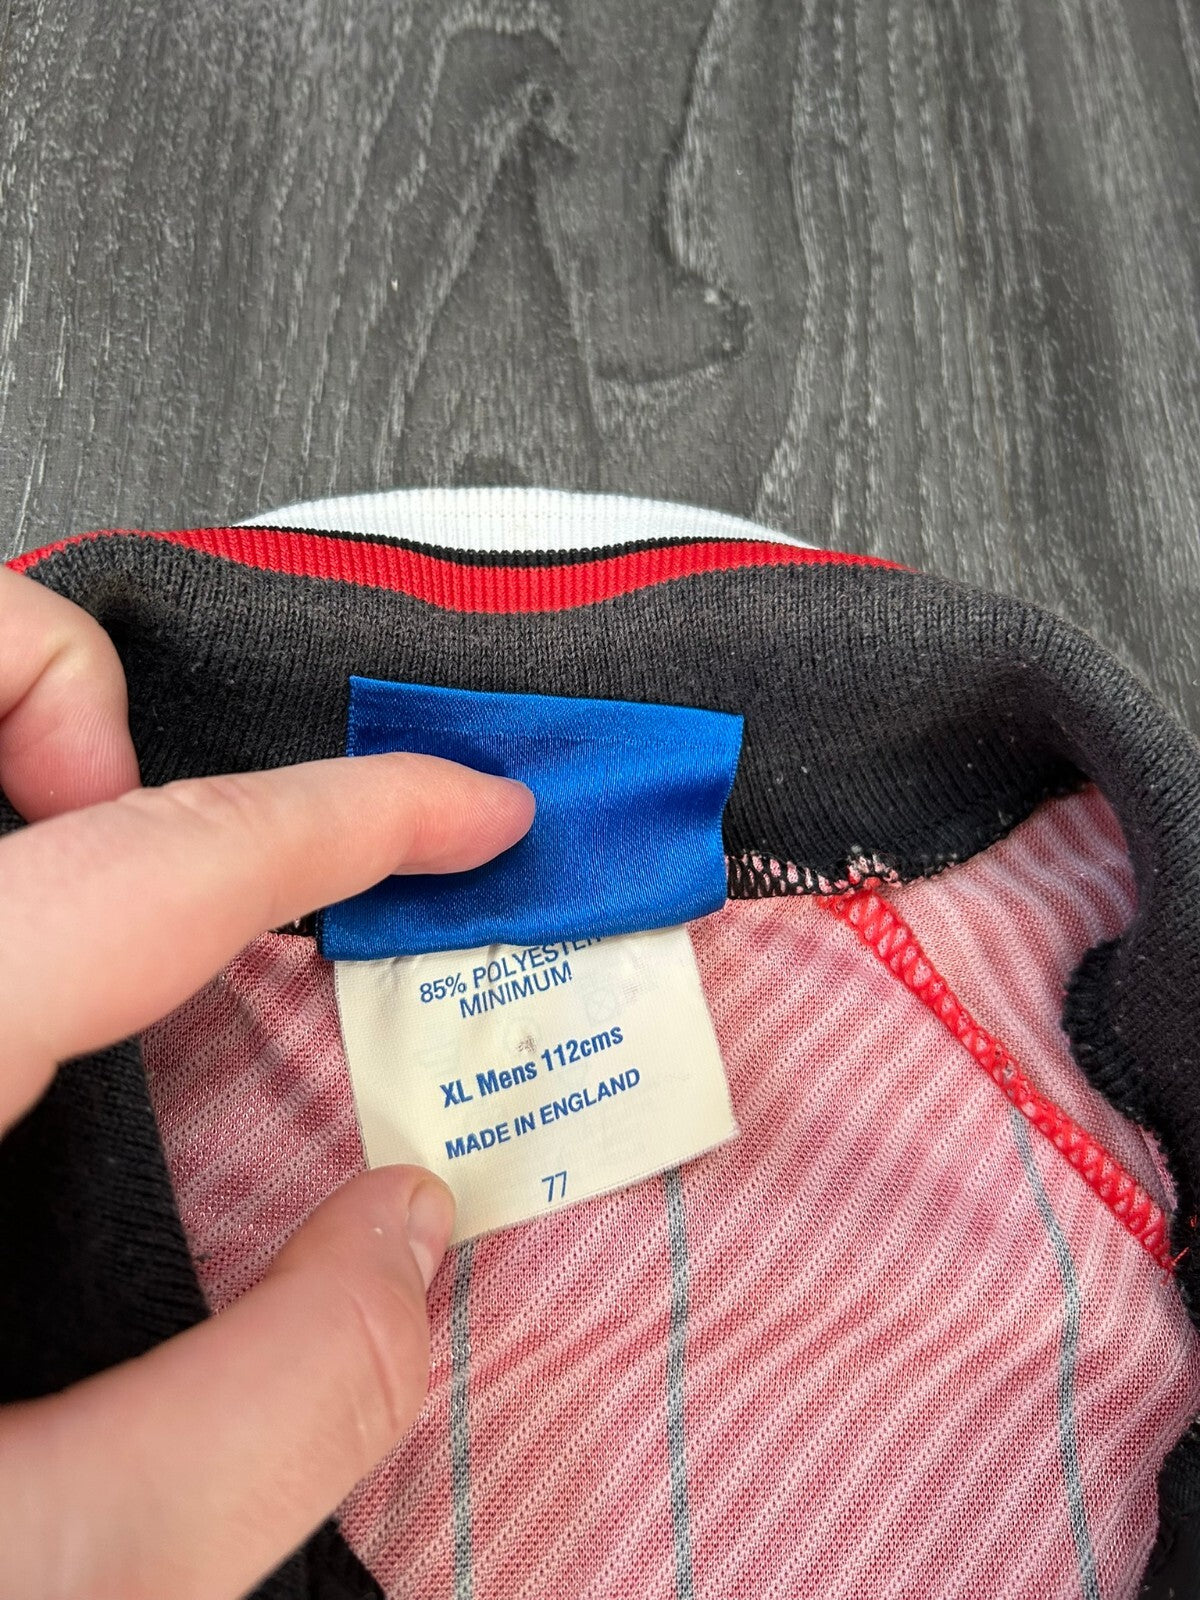 85% POLYESTER
MINIMUM
XL Mens 112cms
MADE IN ENGLAND
77